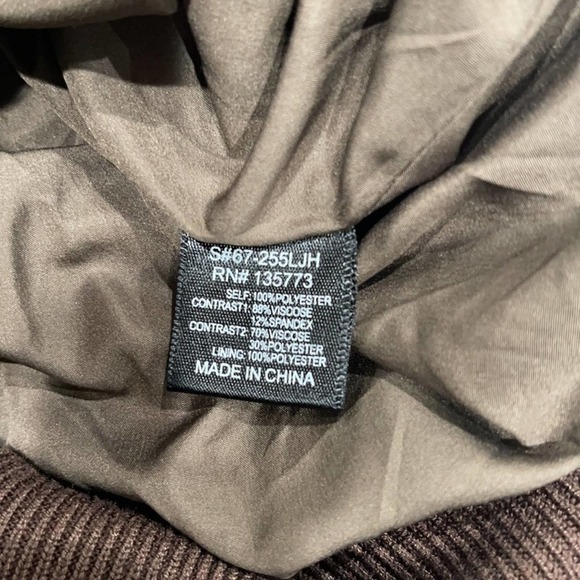 S#67-255LJH
RN# 135773
SELF: 100%POLYESTER
CONTRAST1: 88%VISCOSE
12%SPANDEX
CONTRAST2: 70%VISCOSE
30%POLYESTER
LINING: 100%POLYESTER
MADE IN CHINA